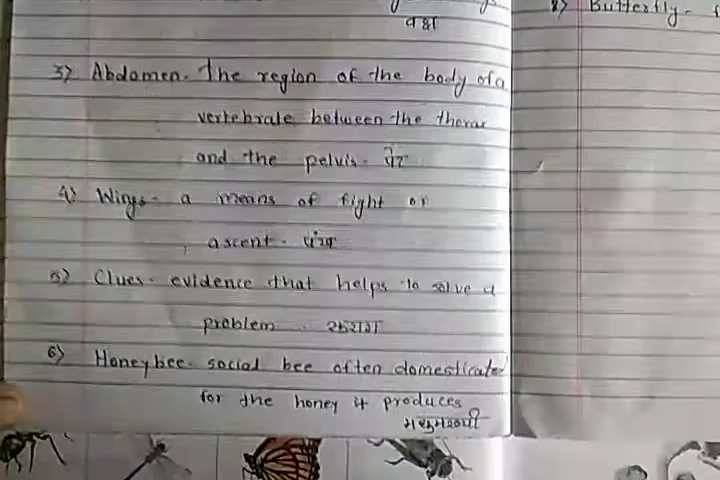 वक्ष
8) Butterfly-
3) Abdomen- The region of the body of a
vertebrate between the thorax
and the pelvis- पेट
4) Wings- a means of fight or
ascent- पंख
5) Clues- evidence that helps to solve a
problem -
6) Honeybee- social bee often domesticated
for the honey it produces